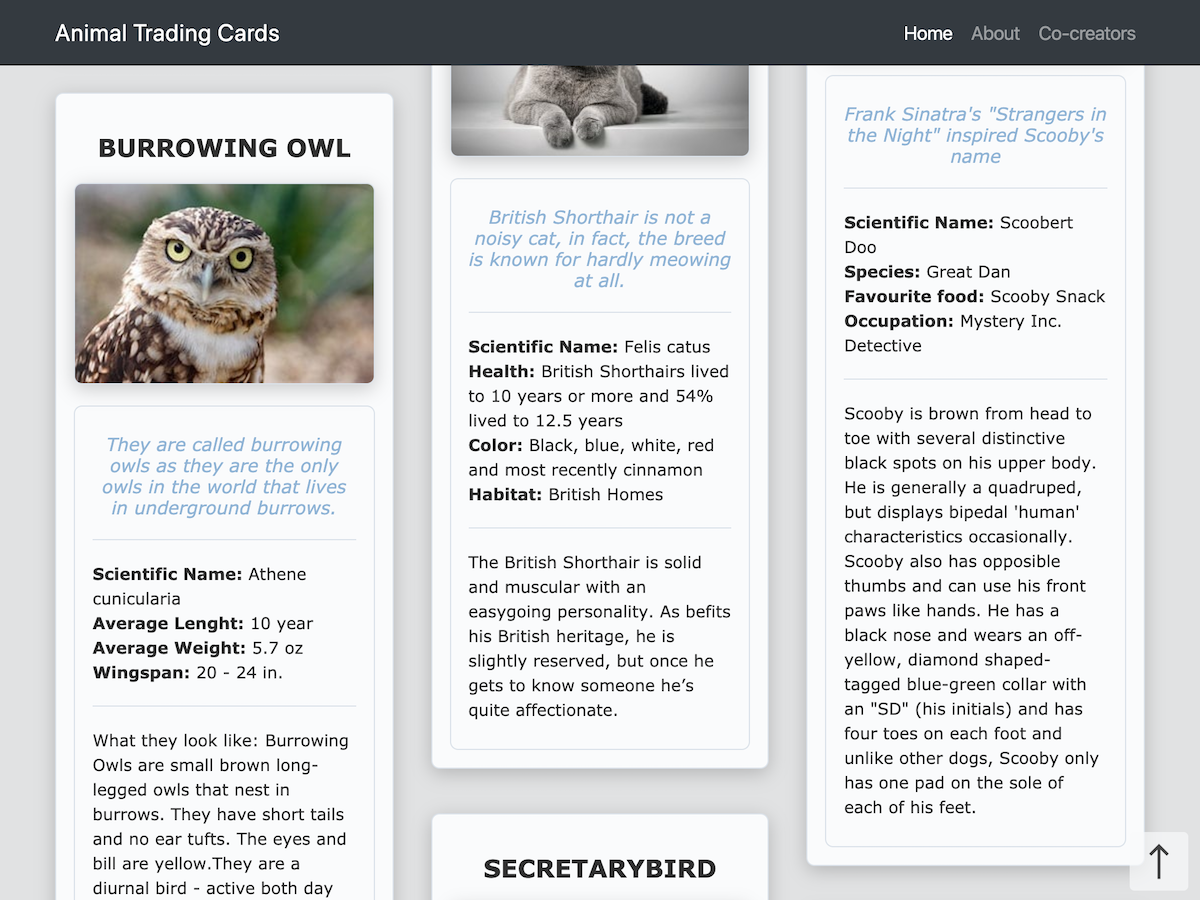 Animal Trading Cards
Home About Co-creators
BURROWING OWL
They are called burrowing
owls as they are the only
owls in the world that lives
in underground burrows.
Scientific Name: Athene
cunicularia
Average Lenght: 10 year
Average Weight: 5.7 oz
Wingspan: 20 - 24 in.
What they look like: Burrowing
Owls are small brown long-
legged owls that nest in
burrows. They have short tails
and no ear tufts. The eyes and
bill are yellow.They are a
diurnal bird - active both day
British Shorthair is not a
noisy cat, in fact, the breed
is known for hardly meowing
at all.
Scientific Name: Felis catus
Health: British Shorthairs lived
to 10 years or more and 54%
lived to 12.5 years
Color: Black, blue, white, red
and most recently cinnamon
Habitat: British Homes
The British Shorthair is solid
and muscular with an
easygoing personality. As befits
his British heritage, he is
slightly reserved, but once he
gets to know someone he’s
quite affectionate.
SECRETARYBIRD
Frank Sinatra's "Strangers in
the Night" inspired Scooby's
name
Scientific Name: Scoobert
Doo
Species: Great Dan
Favourite food: Scooby Snack
Occupation: Mystery Inc.
Detective
Scooby is brown from head to
toe with several distinctive
black spots on his upper body.
He is generally a quadruped,
but displays bipedal 'human'
characteristics occasionally.
Scooby also has opposible
thumbs and can use his front
paws like hands. He has a
black nose and wears an off-
yellow, diamond shaped-
tagged blue-green collar with
an "SD" (his initials) and has
four toes on each foot and
unlike other dogs, Scooby only
has one pad on the sole of
each of his feet.